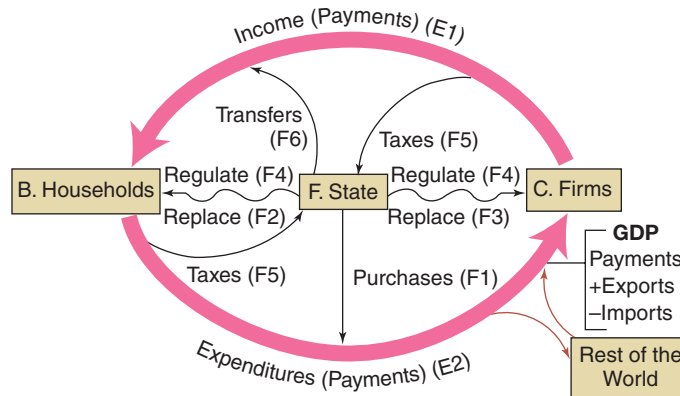 Income (Payments) (E1)
Transfers
(F6)
Taxes (F5)
B. Households
Regulate (F4)
Replace (F2)
F. State
Regulate (F4)
Replace (F3)
C. Firms
Taxes (F5)
Purchases (F1)
GDP
Payments
+Exports
–Imports
Expenditures (Payments) (E2)
Rest of the
World